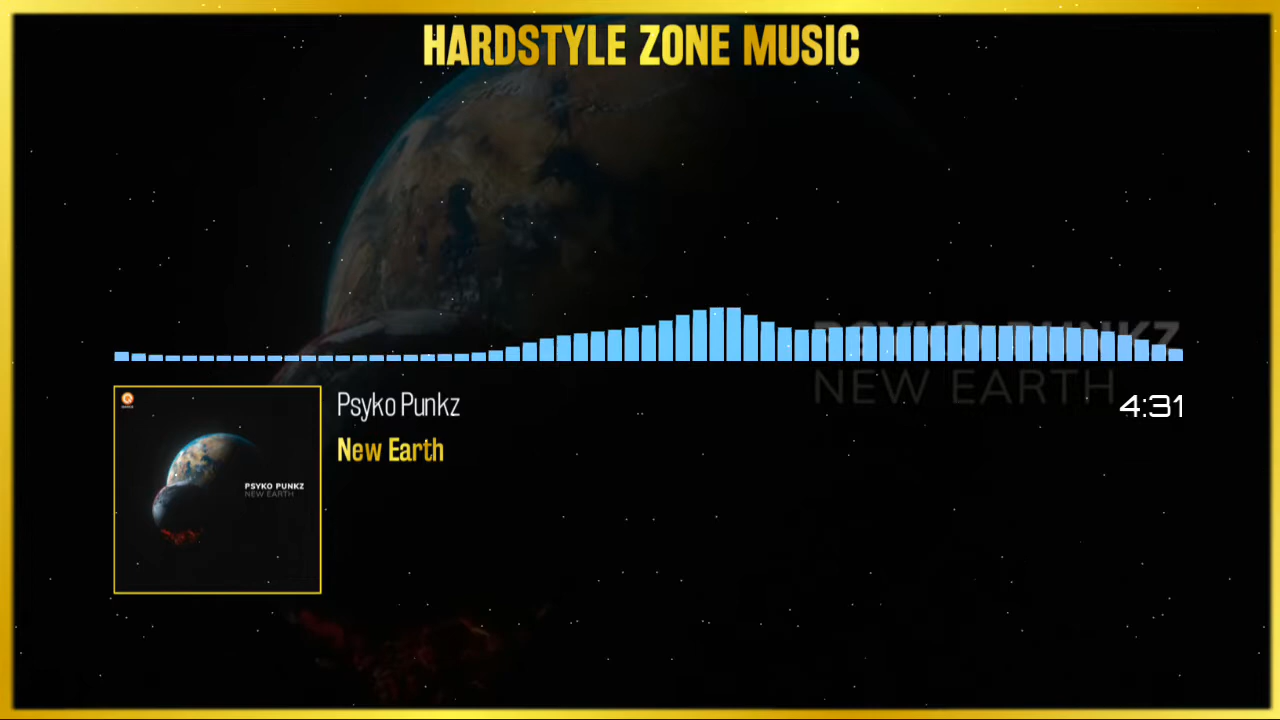 HARDSTYLE ZONE MUSIC
PSYKO PUNKZ
NEW EARTH
Psyko Punkz
4:31
New Earth
PSYKO PUNKZ
NEW EARTH